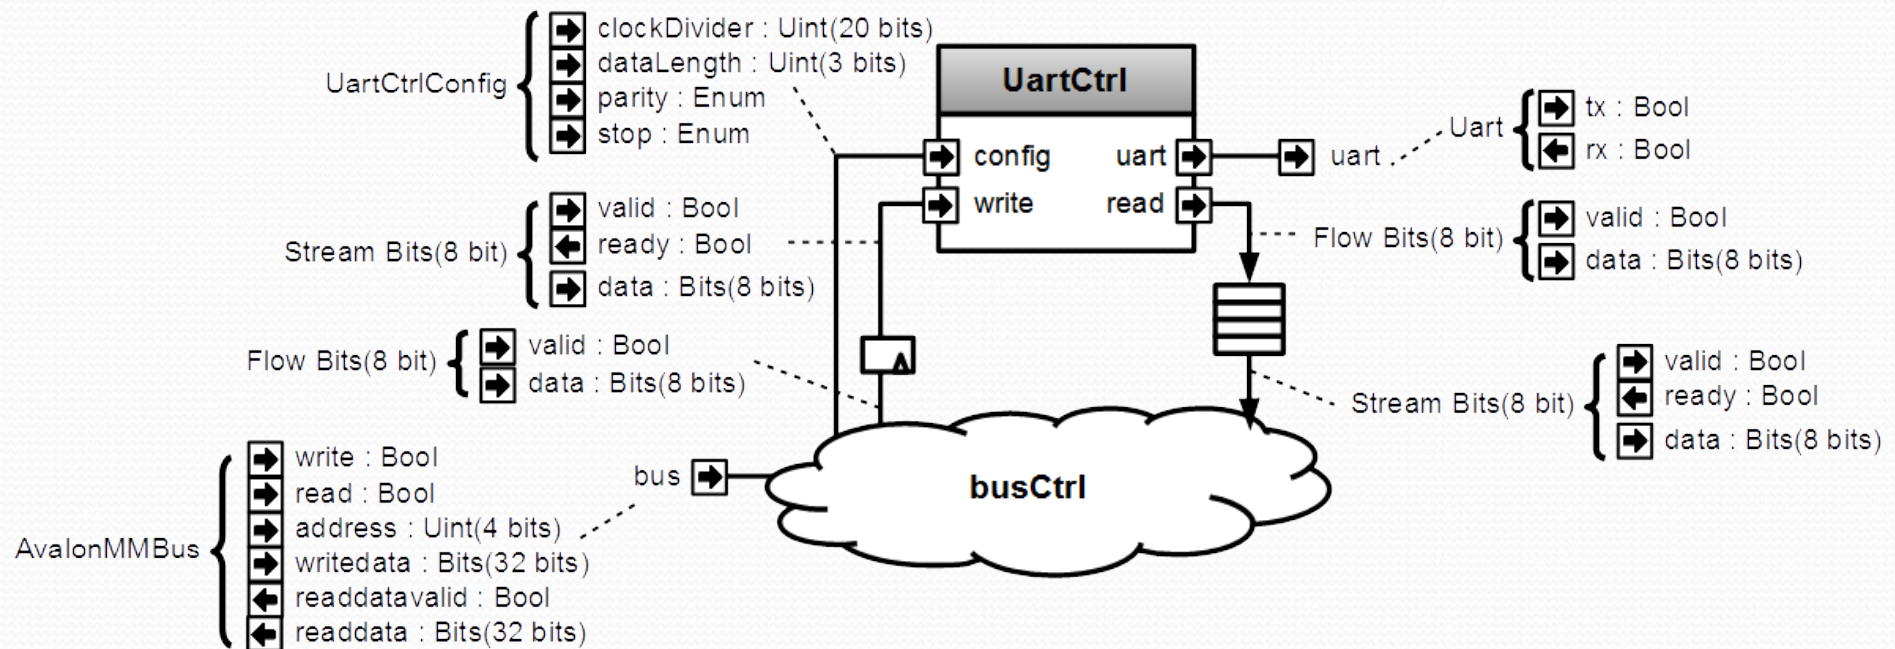 clockDivider : Uint(20 bits)
dataLength : Uint(3 bits)
UartCtrlConfig
parity : Enum
stop : Enum
UartCtrl
config
uart
write
read
uart
Uart
tx : Bool
rx : Bool
valid : Bool
Stream Bits(8 bit)
ready : Bool
data : Bits(8 bits)
Flow Bits(8 bit)
valid : Bool
data : Bits(8 bits)
Flow Bits(8 bit)
valid : Bool
data : Bits(8 bits)
Stream Bits(8 bit)
valid : Bool
ready : Bool
data : Bits(8 bits)
bus
busCtrl
AvalonMMBus
write : Bool
read : Bool
address : Uint(4 bits)
writedata : Bits(32 bits)
readdatavalid : Bool
readdata : Bits(32 bits)